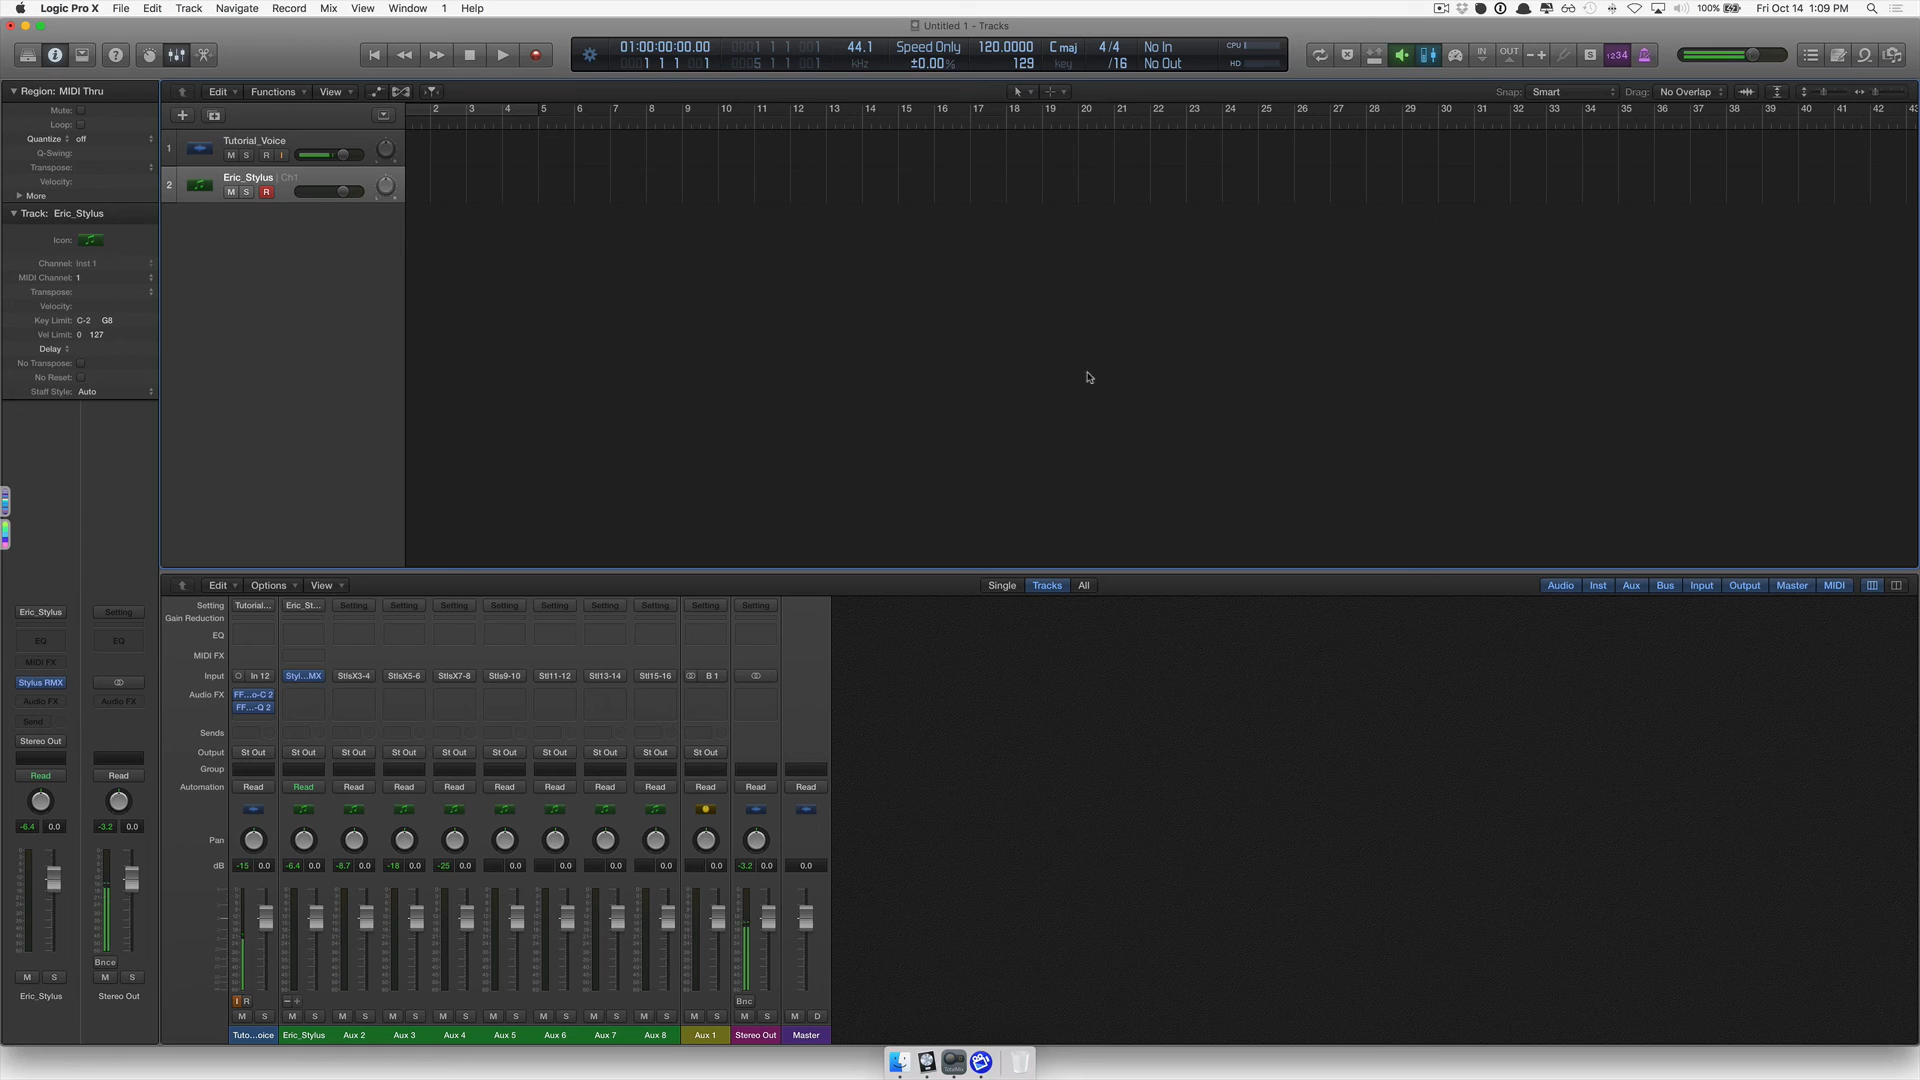 Logic Pro X File Edit Track Navigate Record Mix View Window 1 Help
100% Fri Oct 14 1:09 PM
Untitled 1 - Tracks
01:00:00:00.00 44.1 Speed Only 120.0000 C maj 4/4 No In CPU
1 1 1 1 kHz ±0.00% 129 key /16 No Out HD
IN OUT S 1234
Region: MIDI Thru
Edit Functions View Snap: Smart Drag: No Overlap
Mute:
Loop:
Quantize off
Q-Swing:
Transpose:
Velocity:
More
2 3 4 5 6 7 8 9 10 11 12 13 14 15 16 17 18 19 20 21 22 23 24 25 26 27 28 29 30 31 32 33 34 35 36 37 38 39 40 41 42 43
1 Tutorial_Voice
M S R I
2 Eric_Stylus Ch1
M S R
Track: Eric_Stylus
Icon:
Channel: Inst 1
MIDI Channel: 1
Transpose:
Velocity:
Key Limit: C-2 G8
Vel Limit: 0 127
Delay
No Transpose:
No Reset:
Staff Style: Auto
Edit Options View Single Tracks All Audio Inst Aux Bus Input Output Master MIDI
Eric_Stylus Setting
EQ EQ
MIDI FX
Stylus RMX
Audio FX Audio FX
Send
Stereo Out
Read Read
-6.4 0.0 -3.2 0.0
Bnce
M S M S
Eric_Stylus Stereo Out
Setting Tutorial... Eric_St... Setting Setting Setting Setting Setting Setting Setting Setting Setting
Gain Reduction
EQ
MIDI FX
Input In 12 Styl...MX StlsX3-4 StlsX5-6 StlsX7-8 Stls9-10 Stl11-12 Stl13-14 Stl15-16 B 1
Audio FX FF...o-C 2
FF...-Q 2
Sends
Output St Out St Out St Out St Out St Out St Out St Out St Out St Out St Out
Group
Automation Read Read Read Read Read Read Read Read Read Read Read Read
Pan
dB -15 0.0 -6.4 0.0 -8.7 0.0 -18 0.0 -25 0.0 0.0 0.0 0.0 0.0 0.0 -3.2 0.0 0.0
I R Bnc
M S M S M S M S M S M S M S M S M S M S M S M D
Tuto...oice Eric_Stylus Aux 2 Aux 3 Aux 4 Aux 5 Aux 6 Aux 7 Aux 8 Aux 1 Stereo Out Master